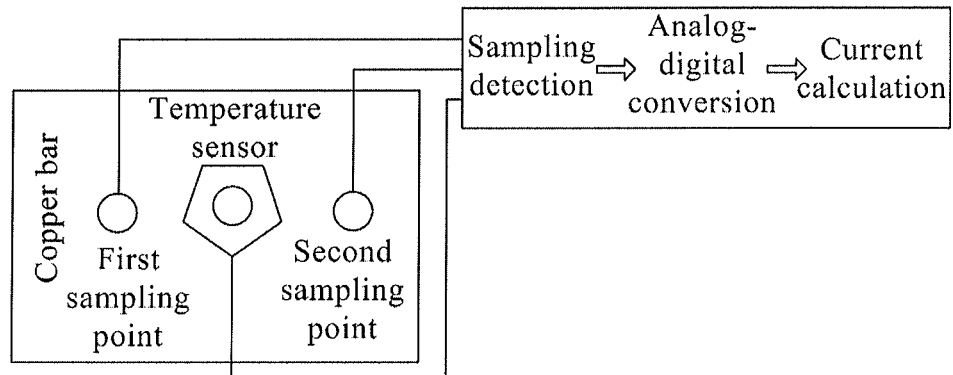 Sampling
detection
Analog-
digital
conversion
Current
calculation
Temperature
sensor
Copper bar
First
sampling
point
Second
sampling
point